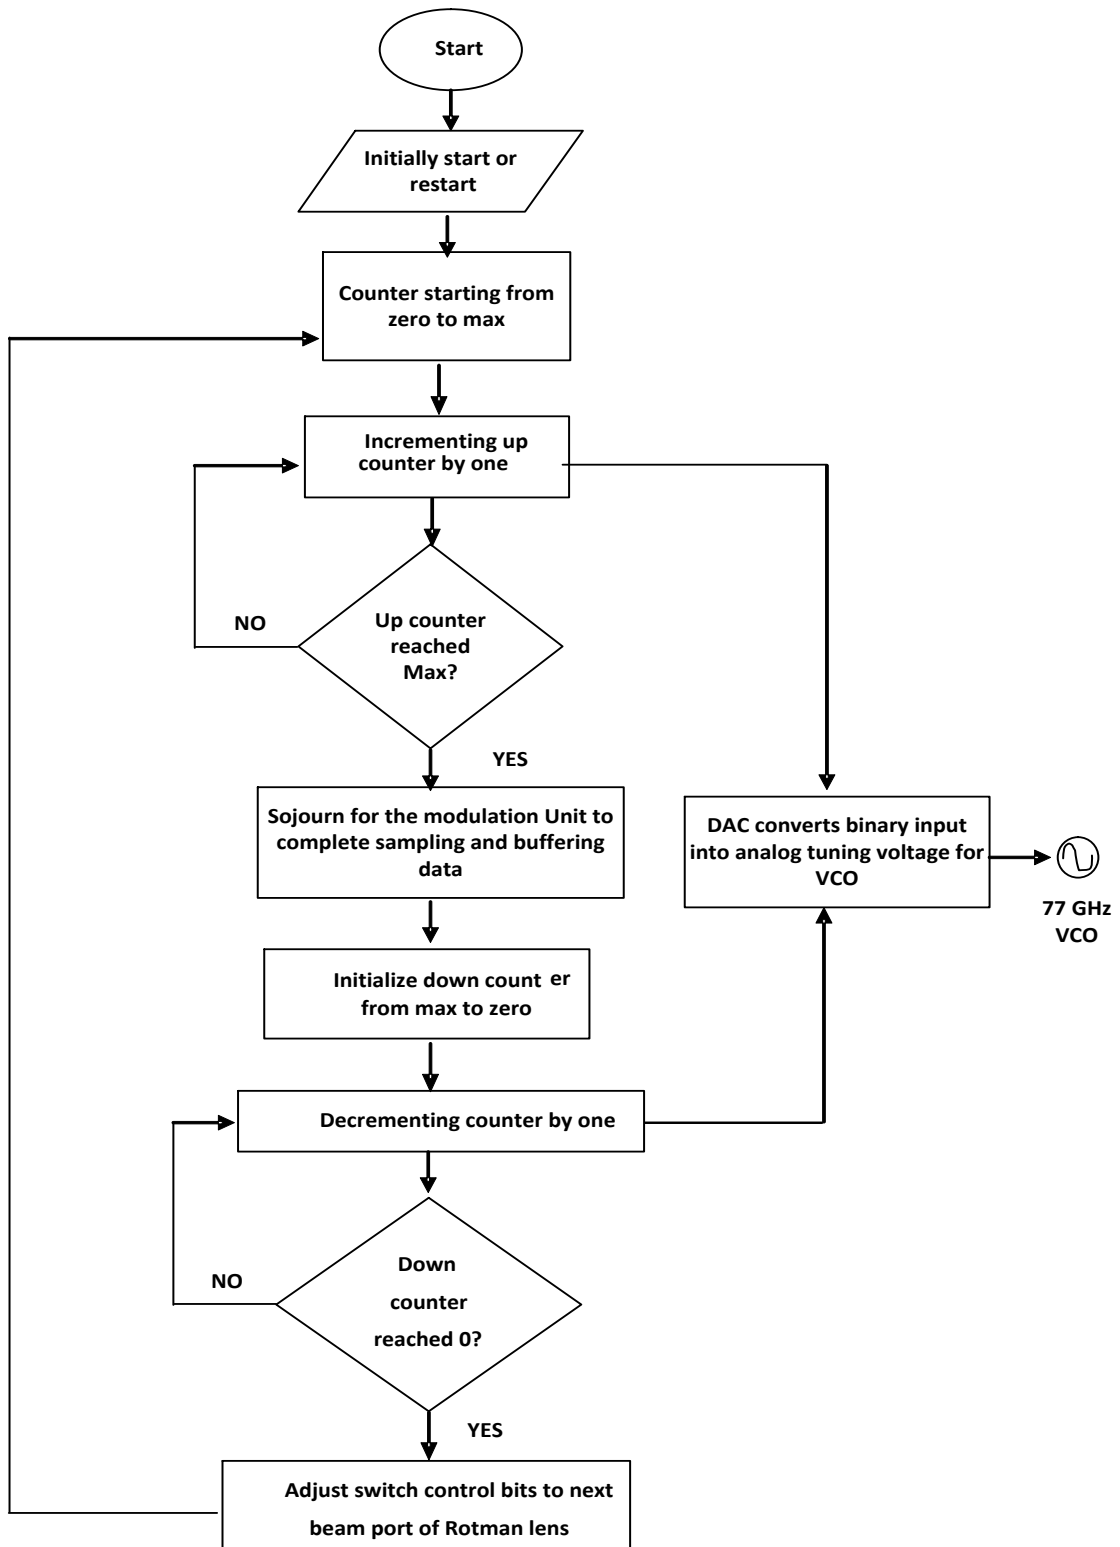 Start
Initially start or
restart
Counter starting from
zero to max
Incrementing up
counter by one
NO
Up counter
reached
Max?
YES
Sojourn for the modulation Unit to
complete sampling and buffering
data
DAC converts binary input
into analog tuning voltage for
VCO
77 GHz
VCO
Initialize down count er
from max to zero
Decrementing counter by one
NO
Down
counter
reached 0?
YES
Adjust switch control bits to next
beam port of Rotman lens